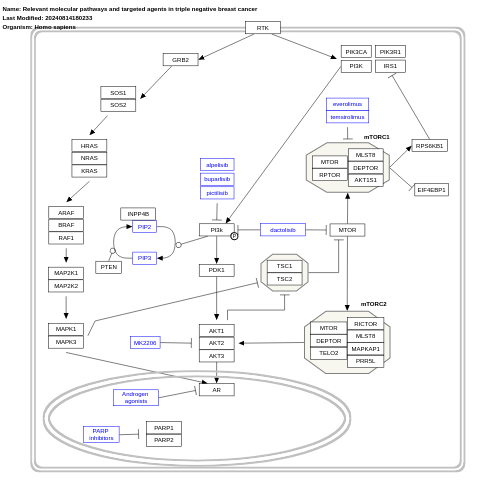 Name: Relevant molecular pathways and targeted agents in triple negative breast cancer
Last Modified: 20240814180233
Organism: Homo sapiens
RTK
GRB2
PIK3CA
PIK3R1
PI3K
IRS1
SOS1
SOS2
everolimus
temsirolimus
mTORC1
HRAS
NRAS
KRAS
MTOR
RPTOR
MLST8
DEPTOR
AKT1S1
RPS6KB1
EIF4EBP1
alpelisib
buparlisib
pictilisib
ARAF
BRAF
RAF1
INPP4B
PIP2
PIP3
PTEN
PI3k
P
dactolisib
MTOR
MAP2K1
MAP2K2
PDK1
TSC1
TSC2
mTORC2
MAPK1
MAPK3
MK2206
AKT1
AKT2
AKT3
MTOR
DEPTOR
TELO2
RICTOR
MLST8
MAPKAP1
PRR5L
AR
Androgen
agonists
PARP
inhibitors
PARP1
PARP2